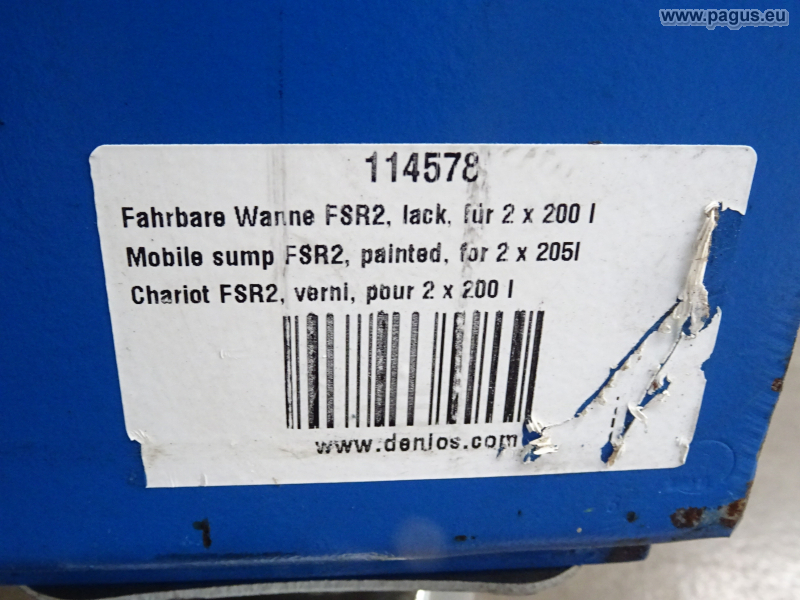 www.pagus.eu
114578
Fahrbare Wanne FSR2, lack, für 2 x 200 l
Mobile sump FSR2, painted, for 2 x 205l
Chariot FSR2, verni, pour 2 x 200 l
www.denios.com